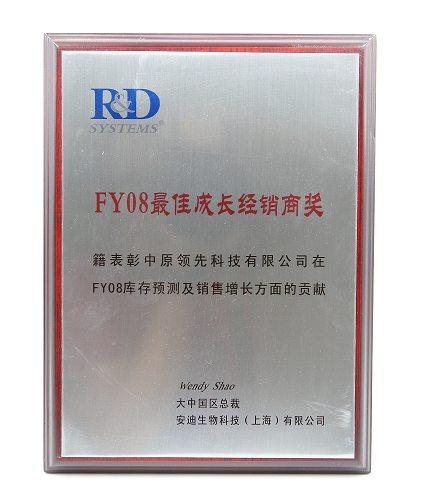 R&D
SYSTEMS®
FY08最佳成长经销商奖
籍表彰中原领先科技有限公司在
FY08库存预测及销售增长方面的贡献
Wendy Shao
大中国区总裁
安迪生物科技（上海）有限公司